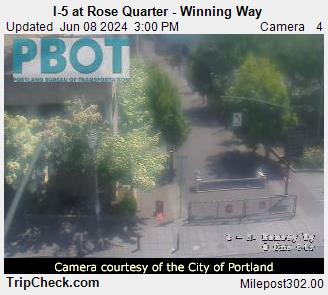 I-5 at Rose Quarter - Winning Way
Updated  Jun 08 2024  3:00 PM
Camera  4
PBOT
PORTLAND BUREAU OF TRANSPORTATION
Camera courtesy of the City of Portland
TripCheck.com
Milepost302.00